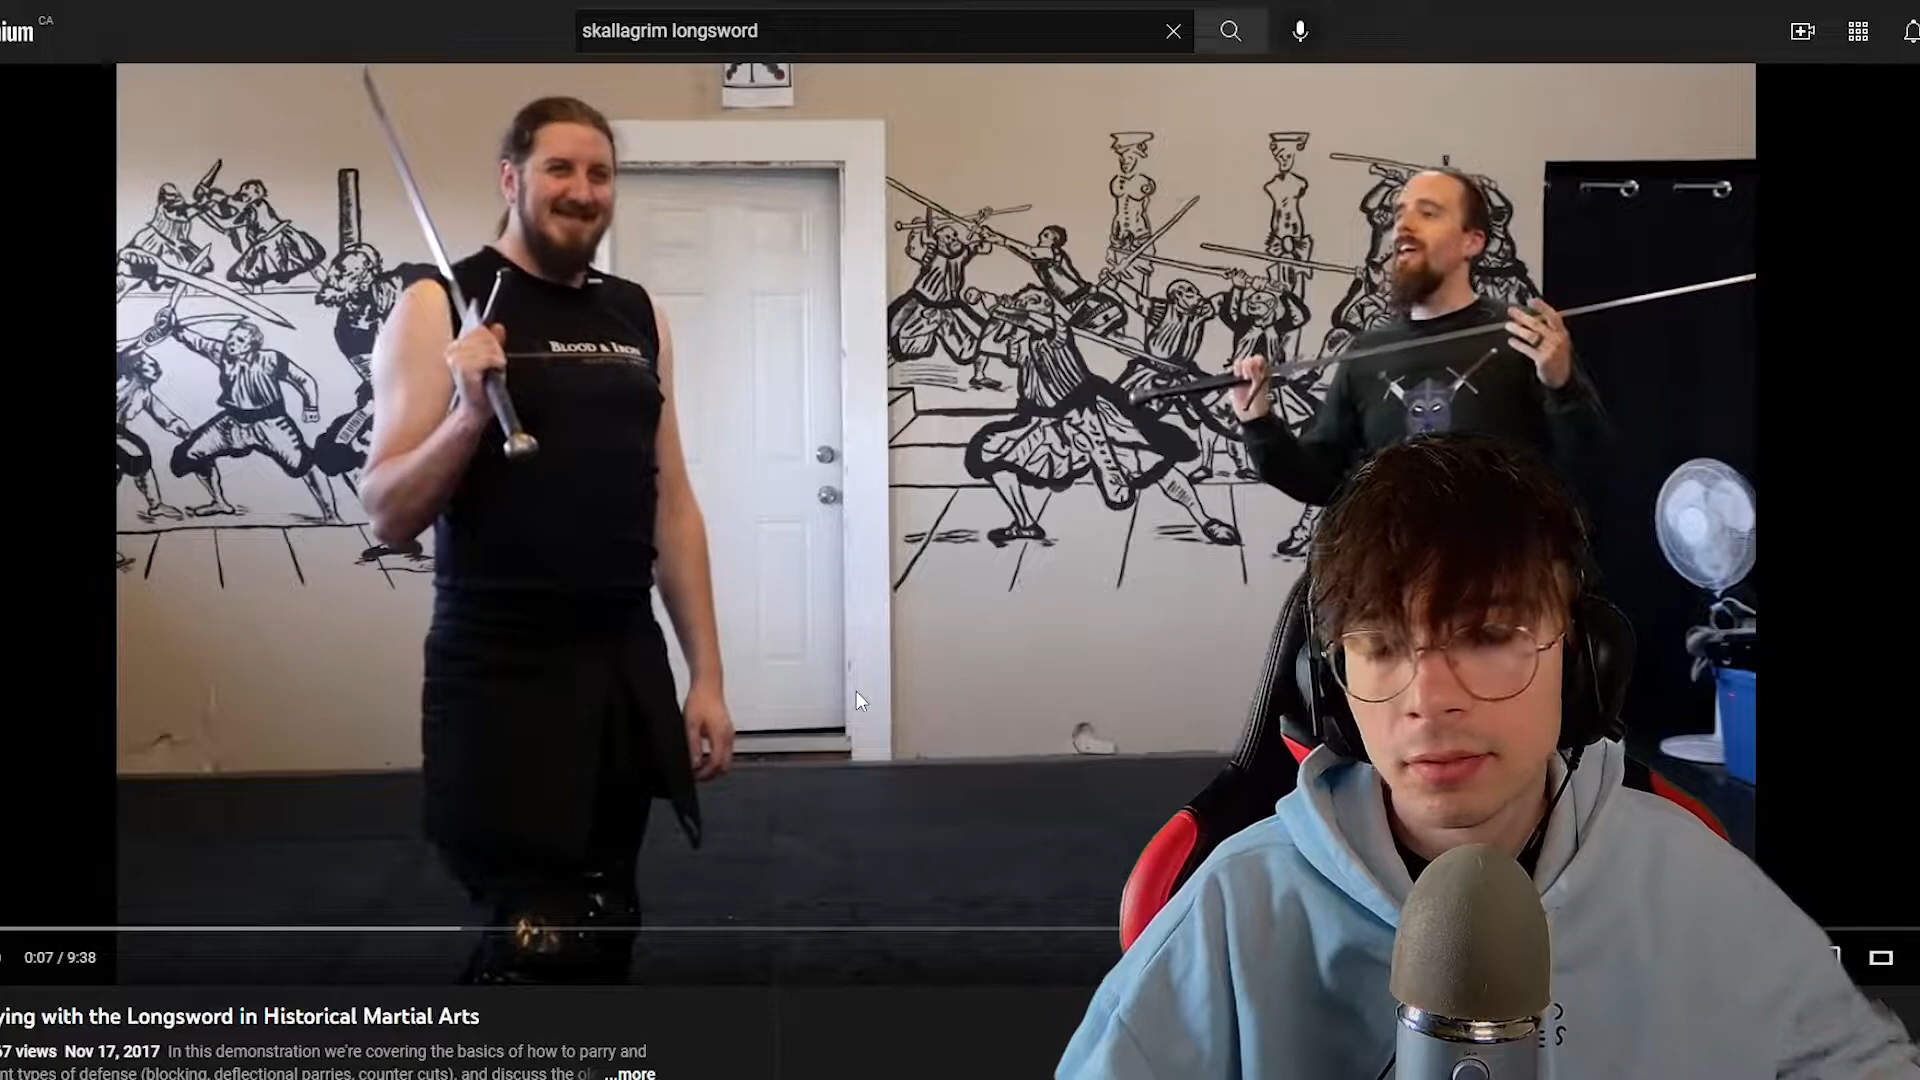 ium CA
skallagrim longsword
BLOOD & IRON
0:07 / 9:38
ying with the Longsword in Historical Martial Arts
67 views Nov 17, 2017 In this demonstration we're covering the basics of how to parry and
nt types of defense (blocking, deflectional parries, counter cuts), and discuss the ol ...more